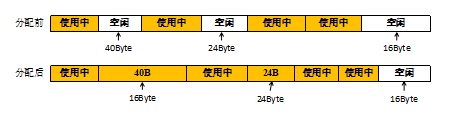 分配前 使用中 空闲 使用中 空闲 使用中 使用中 空闲
40Byte 24Byte 16Byte
分配后 使用中 40B 使用中 24B 使用中 使用中 空闲
16Byte 24Byte 16Byte